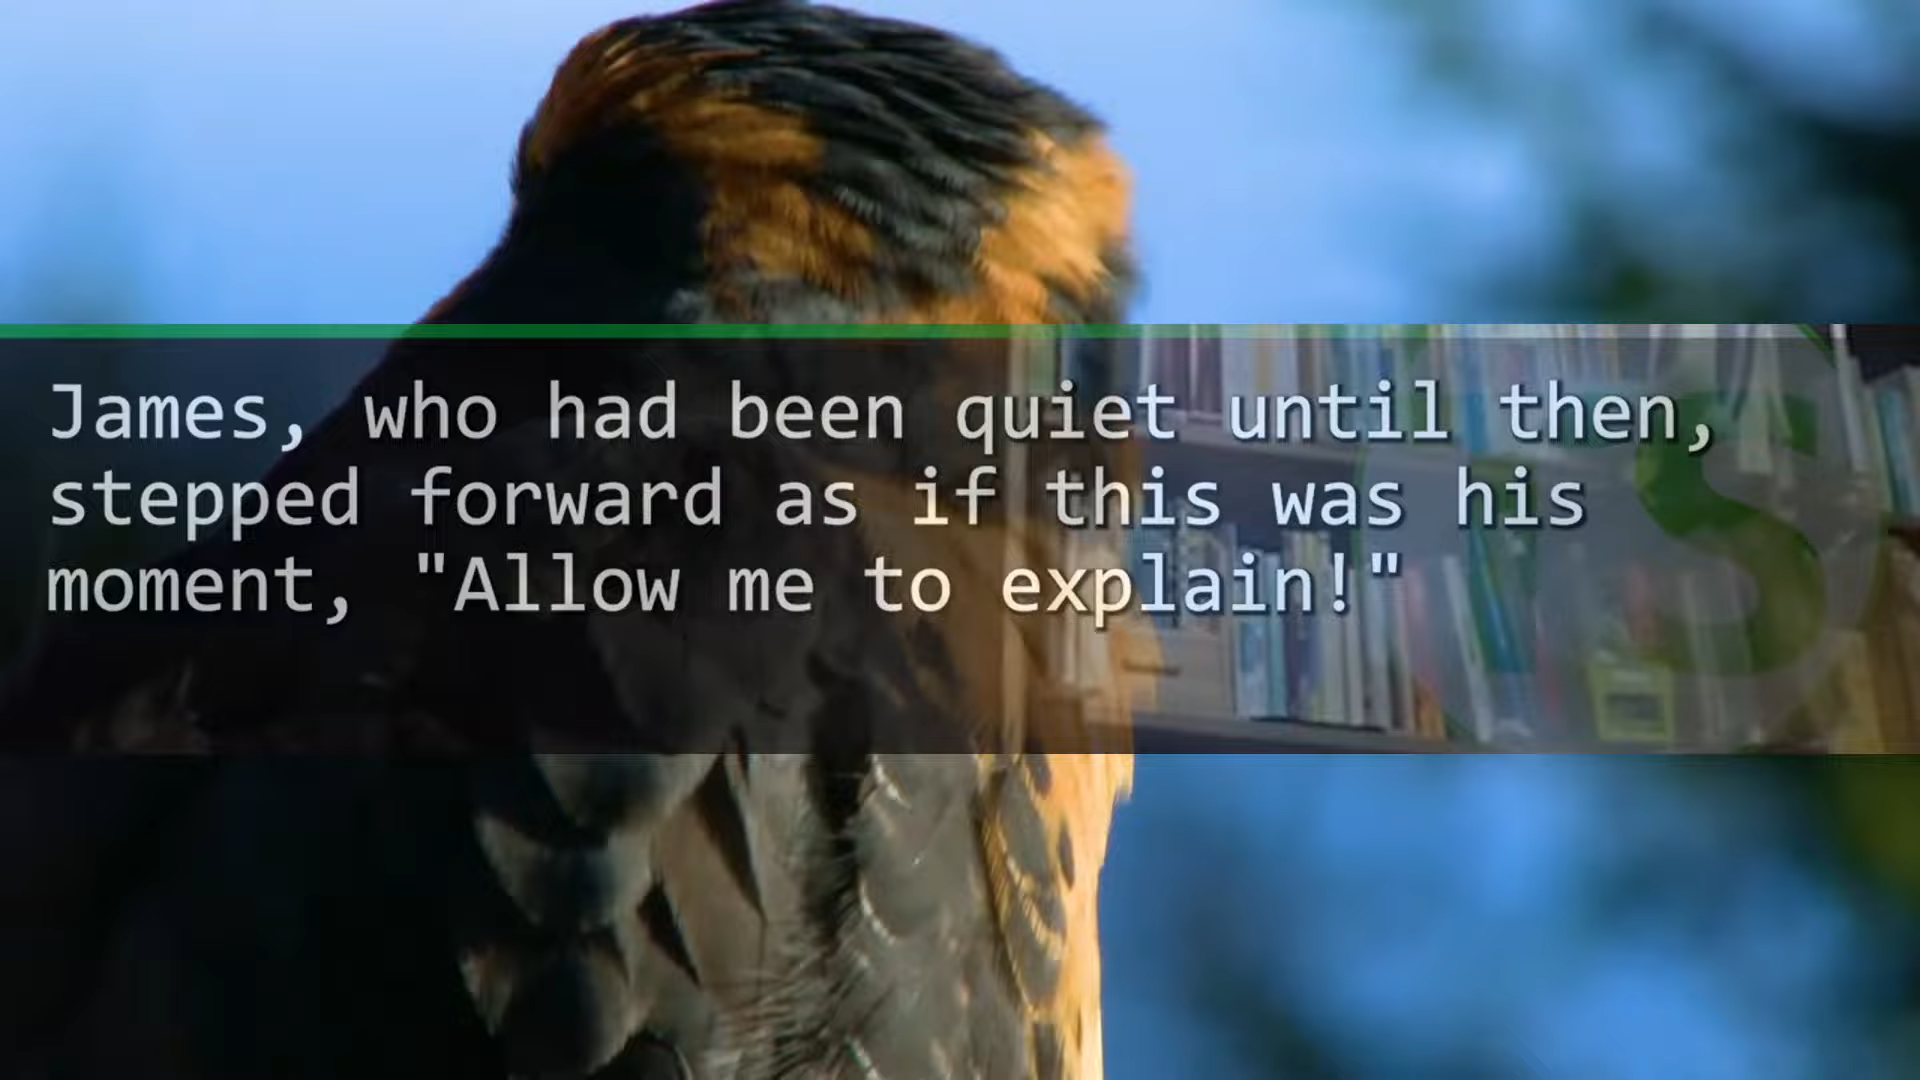 James, who had been quiet until then,
stepped forward as if this was his
moment, "Allow me to explain!"
S